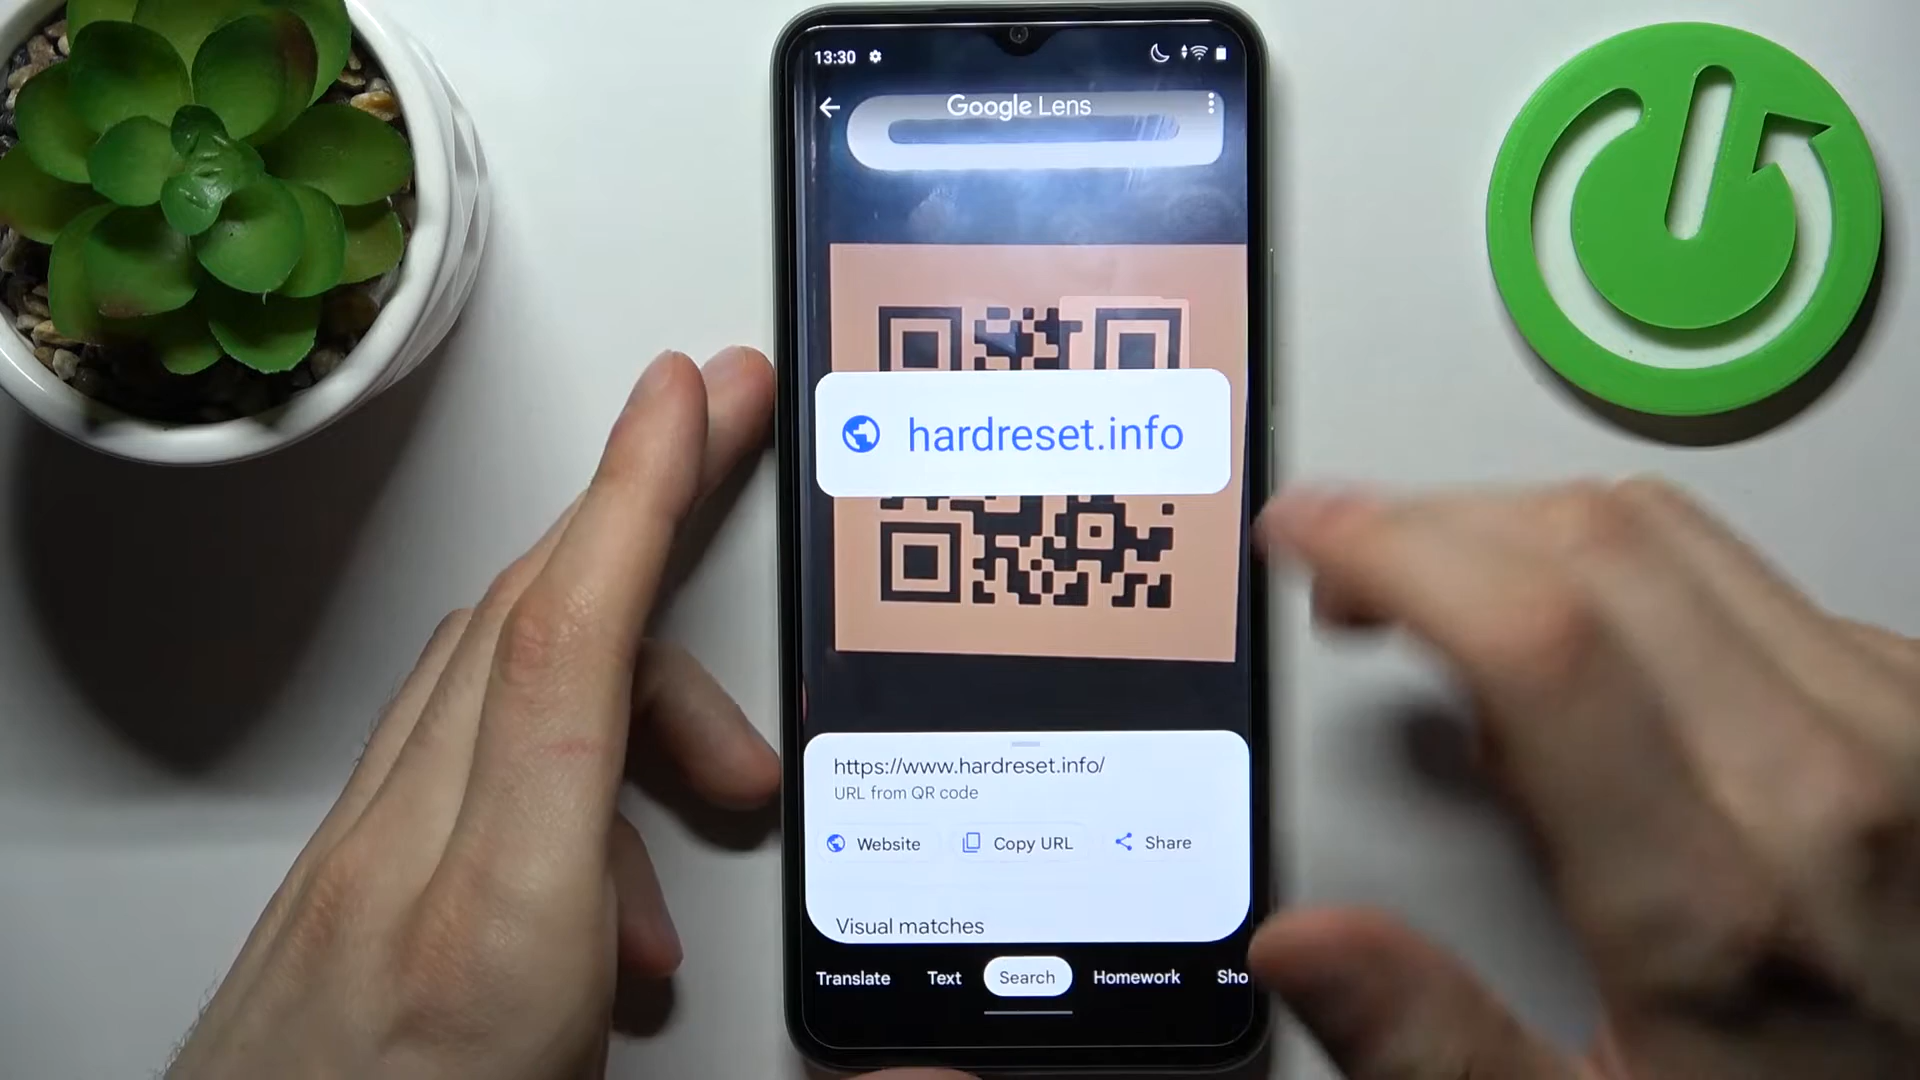 13:30
Google Lens
hardreset.info
https://www.hardreset.info/
URL from QR code
Website Copy URL Share
Visual matches
Translate Text Search Homework Sho